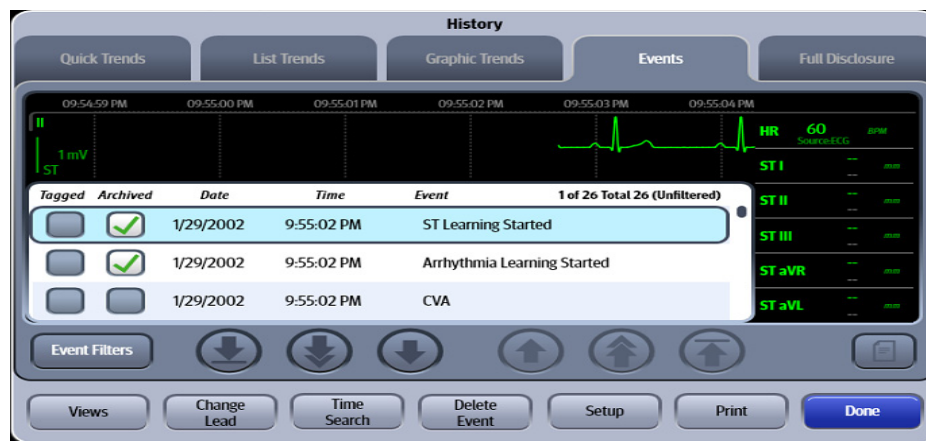 History
Quick Trends List Trends Graphic Trends Events Full Disclosure
09:54:59 PM 09:55:00 PM 09:55:01 PM 09:55:02 PM 09:55:03 PM 09:55:04 PM
II
1 mV
ST
HR 60 BPM
Source:ECG
ST I -- -- mm
ST II -- -- mm
ST III -- -- mm
ST aVR -- -- mm
ST aVL -- -- mm
Tagged Archived Date Time Event 1 of 26 Total 26 (Unfiltered)
1/29/2002 9:55:02 PM ST Learning Started
1/29/2002 9:55:02 PM Arrhythmia Learning Started
1/29/2002 9:55:02 PM CVA
Event Filters
Views Change Lead Time Search Delete Event Setup Print Done